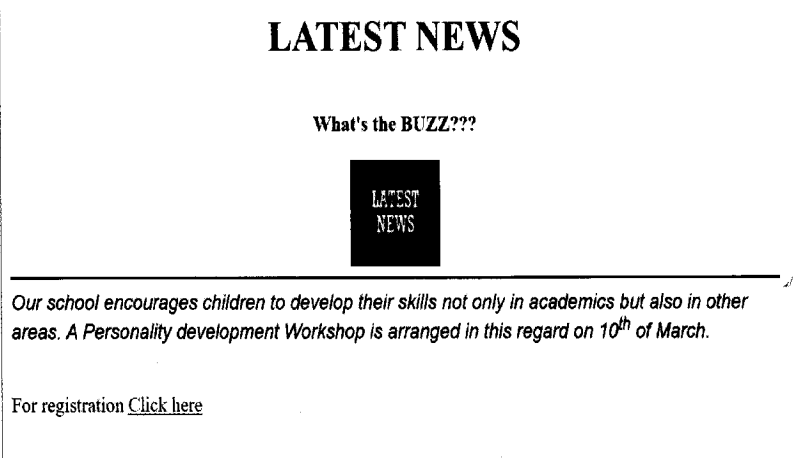 LATEST NEWS
What's the BUZZ???
LATEST
NEWS
Our school encourages children to develop their skills not only in academics but also in other
areas. A Personality development Workshop is arranged in this regard on 10th of March.
For registration Click here